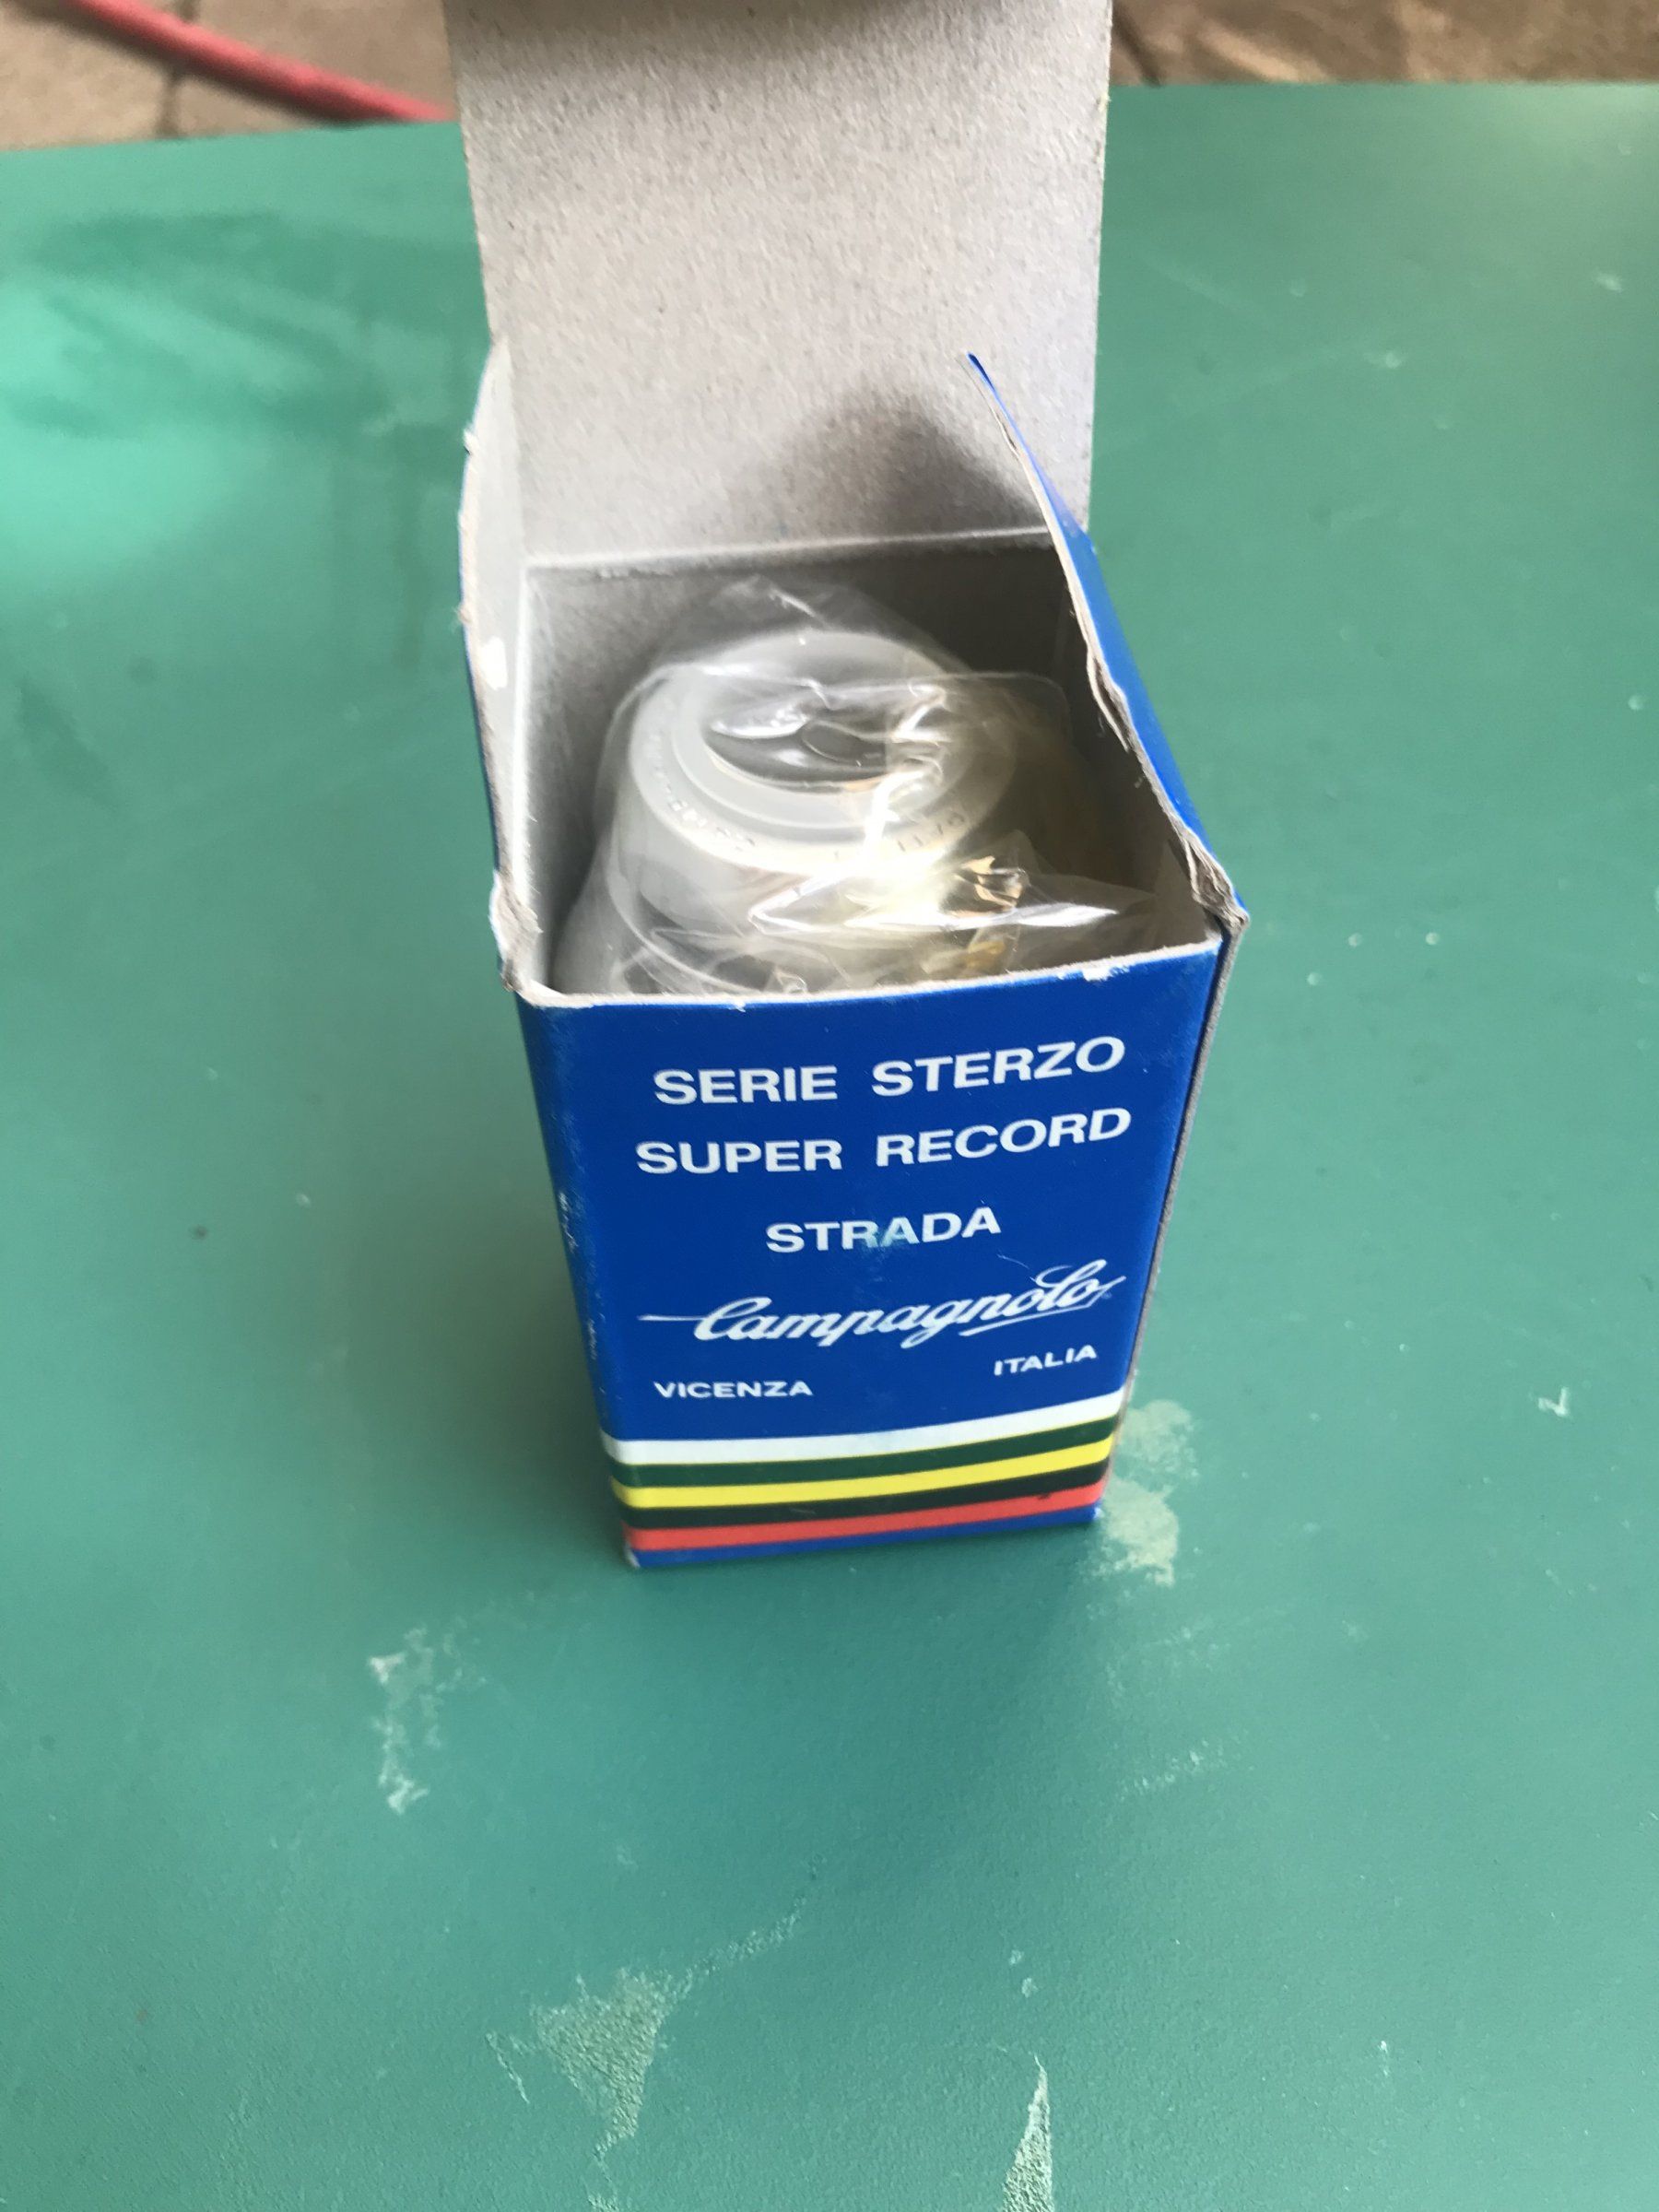 SERIE STERZO
SUPER RECORD
STRADA
Campagnolo
ITALIA
VICENZA